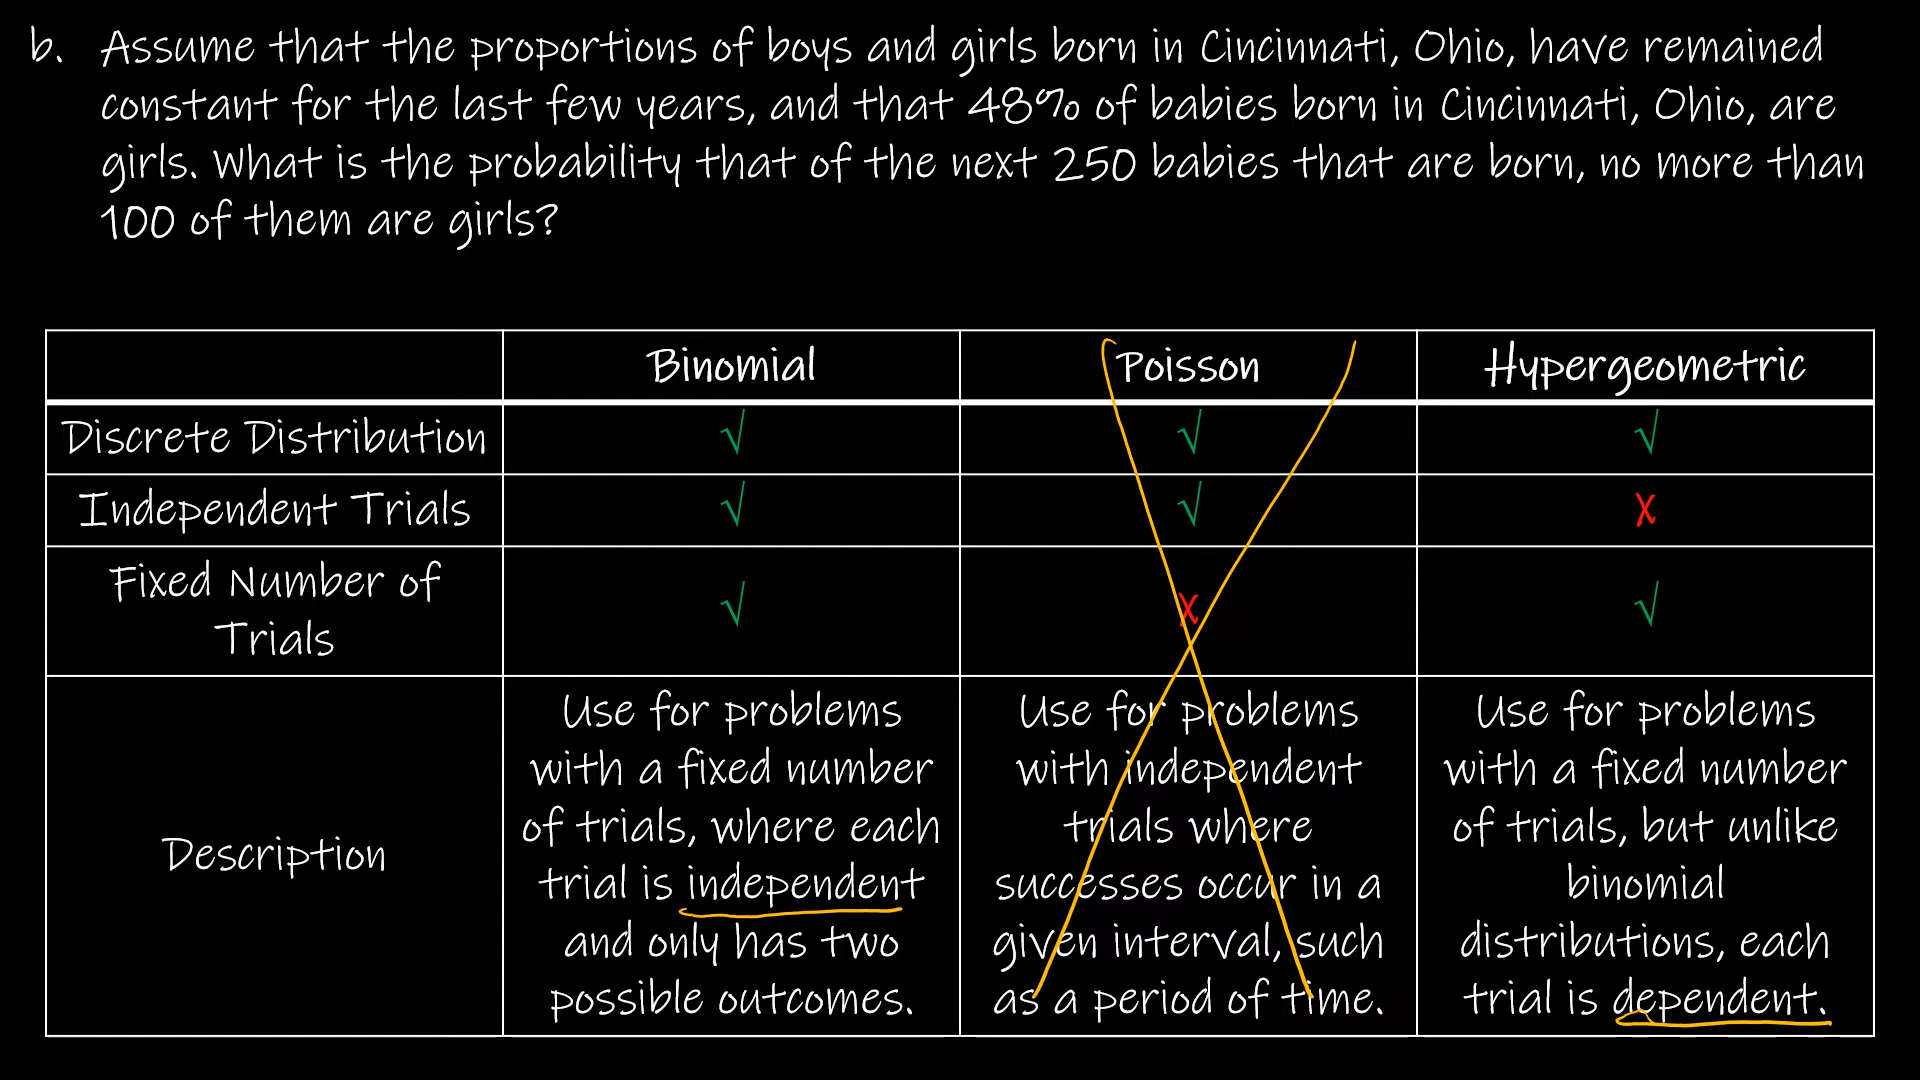 b. Assume that the proportions of boys and girls born in Cincinnati, Ohio, have remained
constant for the last few years, and that 48% of babies born in Cincinnati, Ohio, are
girls. What is the probability that of the next 250 babies that are born, no more than
100 of them are girls?
Binomial Poisson Hypergeometric
Discrete Distribution √ √ √
Independent Trials √ √ X
Fixed Number of
Trials
√ X √
Description
Use for problems
with a fixed number
of trials, where each
trial is independent
and only has two
possible outcomes.
Use for problems
with independent
trials where
successes occur in a
given interval, such
as a period of time.
Use for problems
with a fixed number
of trials, but unlike
binomial
distributions, each
trial is dependent.